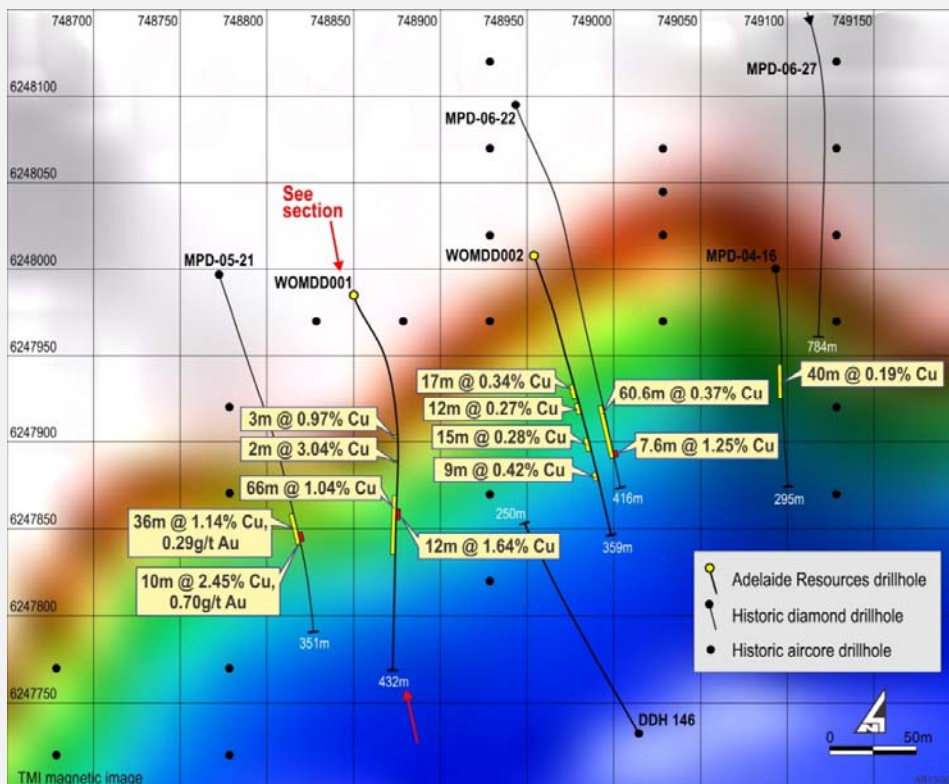 748700
748800
748850
748900
748950
749000
749050
749100
749150
6248100
6248050
6248000
6247950
6247900
6247850
6247800
6247750
MPD-06-27
MPD-06-22
See
section
MPD-05-21
WOMDD001
WOMDD002
MPD-04-16
784m
17m @ 0.34% Cu
12m @ 0.27% Cu
15m @ 0.28% Cu
9m @ 0.42% Cu
60.6m @ 0.37% Cu
7.6m @ 1.25% Cu
40m @ 0.19% Cu
3m @ 0.97% Cu
2m @ 3.04% Cu
66m @ 1.04% Cu
12m @ 1.64% Cu
36m @ 1.14% Cu,
0.29g/t Au
10m @ 2.45% Cu,
0.70g/t Au
250m
416m
359m
295m
351m
432m
DDH 146
Adelaide Resources drillhole
Historic diamond drillhole
Historic aircore drillhole
N
0
50m
TMI magnetic image